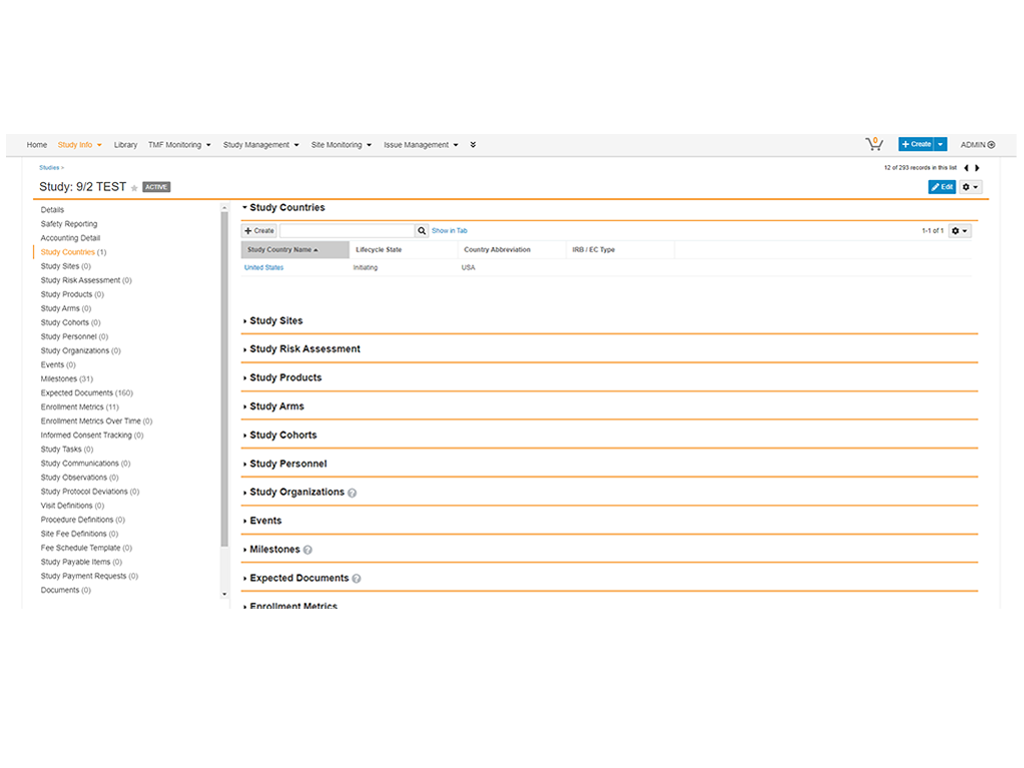 Home Study Info Library TMF Monitoring Study Management Site Monitoring Issue Management 0 + Create ADMIN
Studies > 12 of 293 records in this list
Study: 9/2 TEST ACTIVE Edit
Details
Safety Reporting
Accounting Detail
Study Countries (1)
Study Sites (0)
Study Risk Assessment (0)
Study Products (0)
Study Arms (0)
Study Cohorts (0)
Study Personnel (0)
Study Organizations (0)
Events (0)
Milestones (31)
Expected Documents (160)
Enrollment Metrics (11)
Enrollment Metrics Over Time (0)
Informed Consent Tracking (0)
Study Tasks (0)
Study Communications (0)
Study Observations (0)
Study Protocol Deviations (0)
Visit Definitions (0)
Procedure Definitions (0)
Site Fee Definitions (0)
Fee Schedule Template (0)
Study Payable Items (0)
Study Payment Requests (0)
Documents (0)
Study Countries
+ Create Show in Tab 1-1 of 1
Study Country Name Lifecycle State Country Abbreviation IRB / EC Type
United States Initiating USA
Study Sites
Study Risk Assessment
Study Products
Study Arms
Study Cohorts
Study Personnel
Study Organizations ?
Events
Milestones ?
Expected Documents ?
Enrollment Metrics